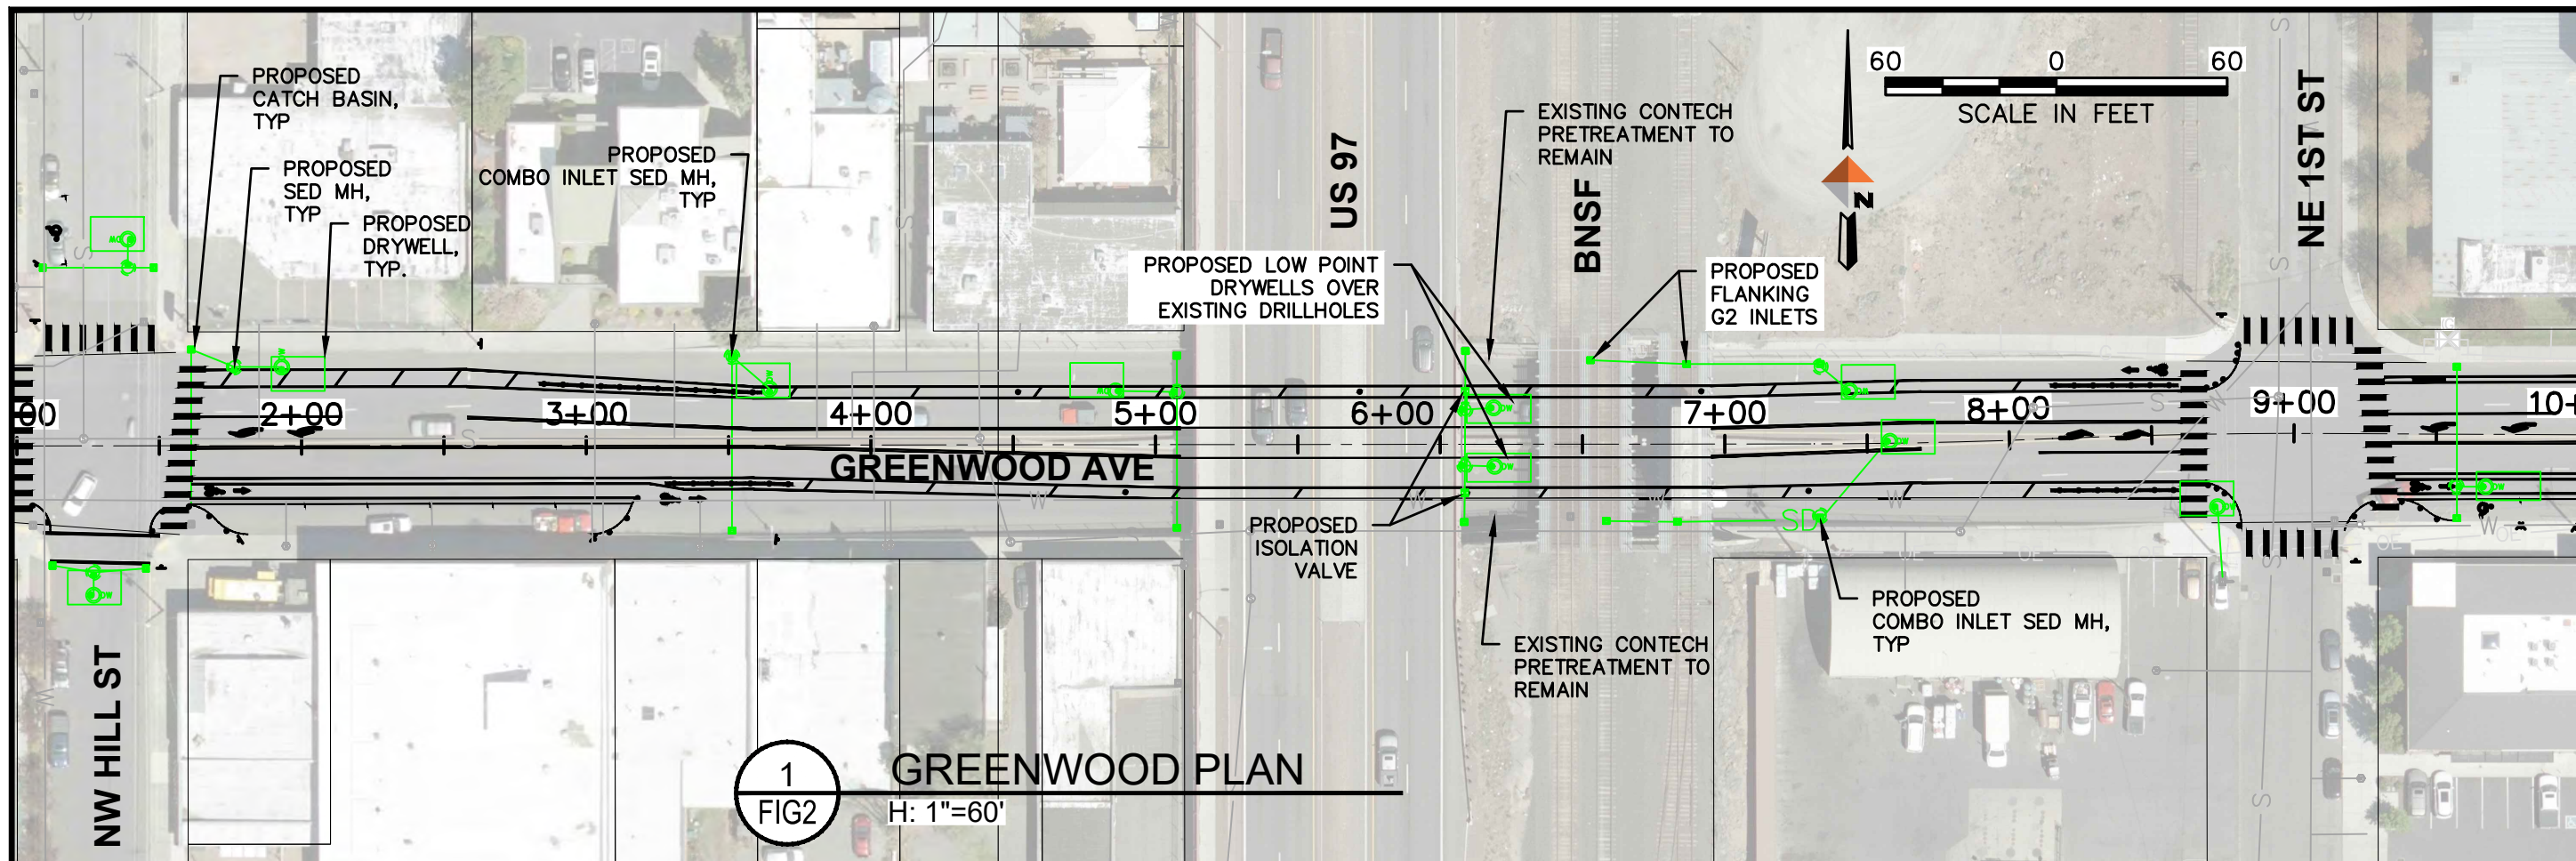 PROPOSED
CATCH BASIN,
TYP
PROPOSED
SED MH,
TYP
PROPOSED
DRYWELL,
TYP.
PROPOSED
COMBO INLET SED MH,
TYP
US 97
EXISTING CONTECH
PRETREATMENT TO
REMAIN
BNSF
60 0 60
SCALE IN FEET
N
NE 1ST ST
PROPOSED LOW POINT
DRYWELLS OVER
EXISTING DRILLHOLES
PROPOSED
FLANKING
G2 INLETS
00 2+00 3+00 4+00 5+00 6+00 7+00 8+00 9+00 10+
GREENWOOD AVE
PROPOSED
ISOLATION
VALVE
SD
EXISTING CONTECH
PRETREATMENT TO
REMAIN
PROPOSED
COMBO INLET SED MH,
TYP
NW HILL ST
1
FIG2
GREENWOOD PLAN
H: 1"=60'